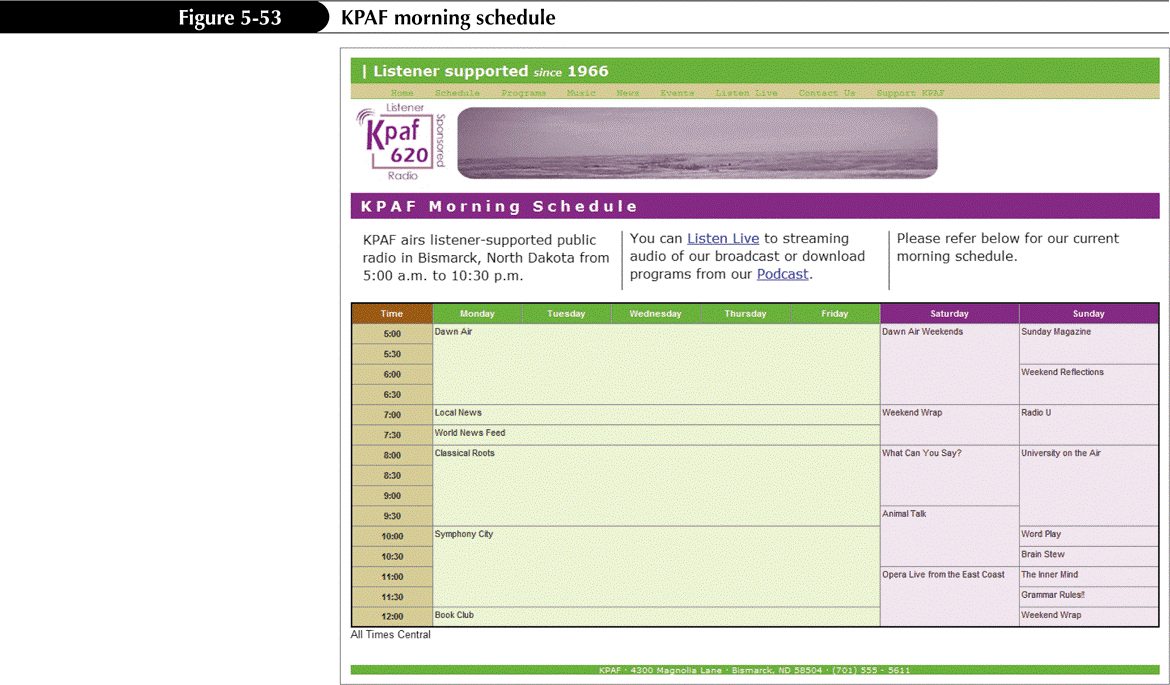 Figure 5-53 KPAF morning schedule
| Listener supported since 1966
Home Schedule Programs Music News Events Listen Live Contact Us Support KPAF
Listener
Kpaf
620
Sponsored
Radio
KPAF Morning Schedule
KPAF airs listener-supported public
radio in Bismarck, North Dakota from
5:00 a.m. to 10:30 p.m.
You can Listen Live to streaming
audio of our broadcast or download
programs from our Podcast.
Please refer below for our current
morning schedule.
Time Monday Tuesday Wednesday Thursday Friday Saturday Sunday
5:00 Dawn Air Dawn Air Weekends Sunday Magazine
5:30
6:00 Weekend Reflections
6:30
7:00 Local News Weekend Wrap Radio U
7:30 World News Feed
8:00 Classical Roots What Can You Say? University on the Air
8:30
9:00
9:30 Animal Talk
10:00 Symphony City Word Play
10:30 Brain Stew
11:00 Opera Live from the East Coast The Inner Mind
11:30 Grammar Rules!!
12:00 Book Club Weekend Wrap
All Times Central
KPAF · 4300 Magnolia Lane · Bismarck, ND 58504 · (701) 555 - 5611